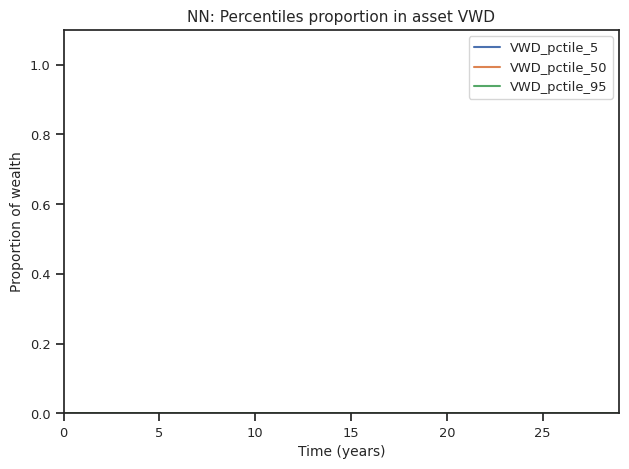 NN: Percentiles proportion in asset VWD
VWD_pctile_5
VWD_pctile_50
VWD_pctile_95
Proportion of wealth
1.0
0.8
0.6
0.4
0.2
0.0
0
5
10
15
20
25
Time (years)